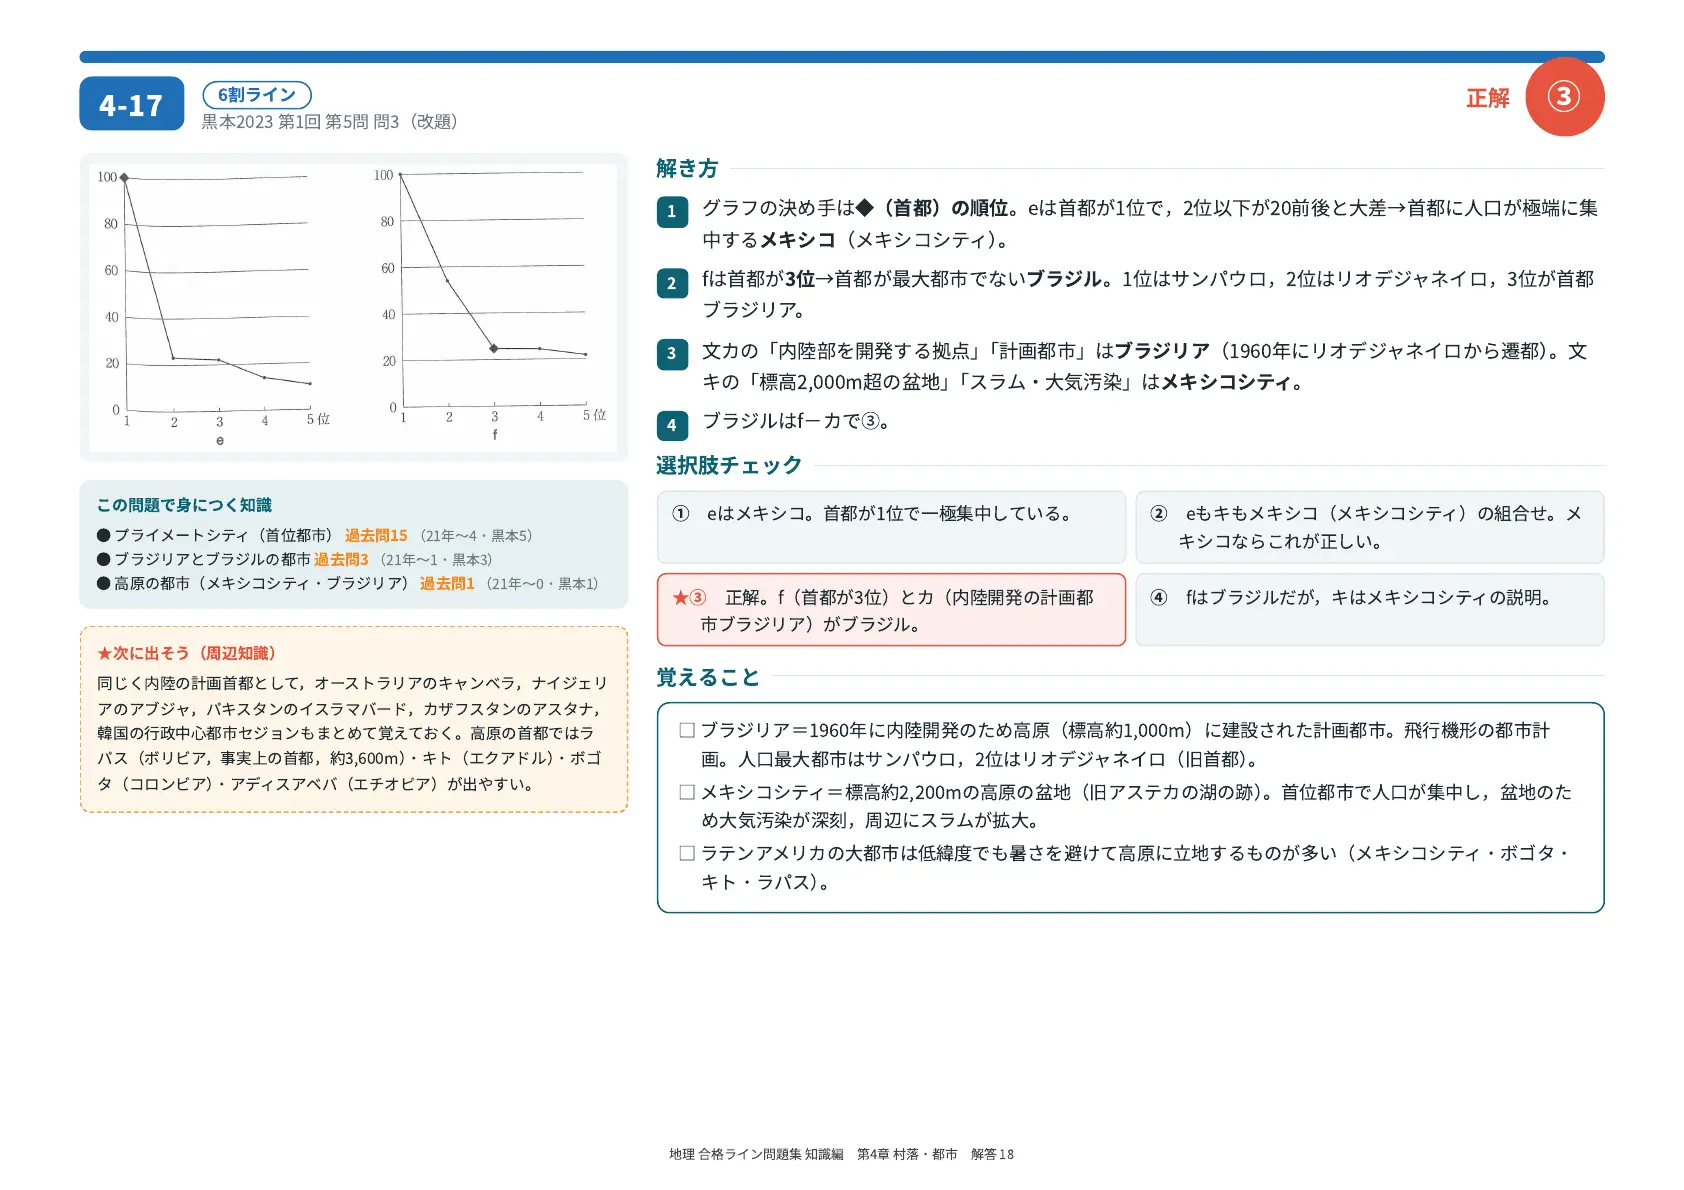 4-17
6割ライン
黒本2023 第1回 第5問 問3（改題）
正解 ③
100
80
60
40
20
0
1 2 3 4 5位
e
100
80
60
40
20
0
1 2 3 4 5位
f
この問題で身につく知識
●プライメートシティ（首位都市） 過去問15 （21年〜4・黒本5）
●ブラジリアとブラジルの都市 過去問3 （21年〜1・黒本3）
●高原の都市（メキシコシティ・ブラジリア） 過去問1 （21年〜0・黒本1）
★次に出そう（周辺知識）
同じく内陸の計画首都として，オーストラリアのキャンベラ，ナイジェリ
アのアブジャ，パキスタンのイスラマバード，カザフスタンのアスタナ，
韓国の行政中心都市セジョンもまとめて覚えておく。高原の首都ではラ
パス（ボリビア，事実上の首都，約3,600m）・キト（エクアドル）・ボゴ
タ（コロンビア）・アディスアベバ（エチオピア）が出やすい。
解き方
1 グラフの決め手は◆（首都）の順位。eは首都が1位で，2位以下が20前後と大差→首都に人口が極端に集
中するメキシコ（メキシコシティ）。
2 fは首都が3位→首都が最大都市でないブラジル。1位はサンパウロ，2位はリオデジャネイロ，3位が首都
ブラジリア。
3 文カの「内陸部を開発する拠点」「計画都市」はブラジリア（1960年にリオデジャネイロから遷都）。文
キの「標高2,000m超の盆地」「スラム・大気汚染」はメキシコシティ。
4 ブラジルはf－カで③。
選択肢チェック
① eはメキシコ。首都が1位で一極集中している。
② eもキもメキシコ（メキシコシティ）の組合せ。メ
キシコならこれが正しい。
★③ 正解。f（首都が3位）とカ（内陸開発の計画都
市ブラジリア）がブラジル。
④ fはブラジルだが，キはメキシコシティの説明。
覚えること
□ ブラジリア＝1960年に内陸開発のため高原（標高約1,000m）に建設された計画都市。飛行機形の都市計
画。人口最大都市はサンパウロ，2位はリオデジャネイロ（旧首都）。
□ メキシコシティ＝標高約2,200mの高原の盆地（旧アステカの湖の跡）。首位都市で人口が集中し，盆地のた
め大気汚染が深刻，周辺にスラムが拡大。
□ ラテンアメリカの大都市は低緯度でも暑さを避けて高原に立地するものが多い（メキシコシティ・ボゴタ・
キト・ラパス）。
地理 合格ライン問題集 知識編 第4章 村落・都市 解答18